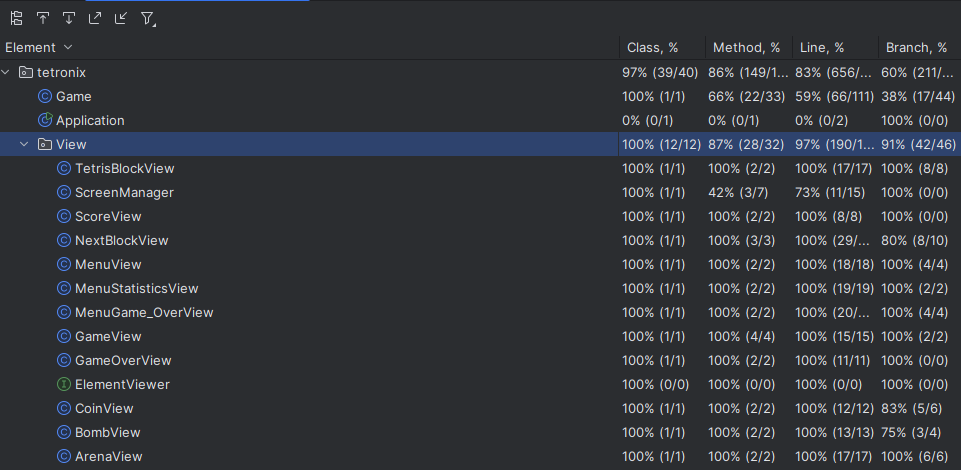 Element Class, % Method, % Line, % Branch, %
tetronix 97% (39/40) 86% (149/1... 83% (656/... 60% (211/...
Game 100% (1/1) 66% (22/33) 59% (66/111) 38% (17/44)
Application 0% (0/1) 0% (0/1) 0% (0/2) 100% (0/0)
View 100% (12/12) 87% (28/32) 97% (190/1... 91% (42/46)
TetrisBlockView 100% (1/1) 100% (2/2) 100% (17/17) 100% (8/8)
ScreenManager 100% (1/1) 42% (3/7) 73% (11/15) 100% (0/0)
ScoreView 100% (1/1) 100% (2/2) 100% (8/8) 100% (0/0)
NextBlockView 100% (1/1) 100% (3/3) 100% (29/... 80% (8/10)
MenuView 100% (1/1) 100% (2/2) 100% (18/18) 100% (4/4)
MenuStatisticsView 100% (1/1) 100% (2/2) 100% (19/19) 100% (2/2)
MenuGame_OverView 100% (1/1) 100% (2/2) 100% (20/... 100% (4/4)
GameView 100% (1/1) 100% (4/4) 100% (15/15) 100% (2/2)
GameOverView 100% (1/1) 100% (2/2) 100% (11/11) 100% (0/0)
ElementViewer 100% (0/0) 100% (0/0) 100% (0/0) 100% (0/0)
CoinView 100% (1/1) 100% (2/2) 100% (12/12) 83% (5/6)
BombView 100% (1/1) 100% (2/2) 100% (13/13) 75% (3/4)
ArenaView 100% (1/1) 100% (2/2) 100% (17/17) 100% (6/6)